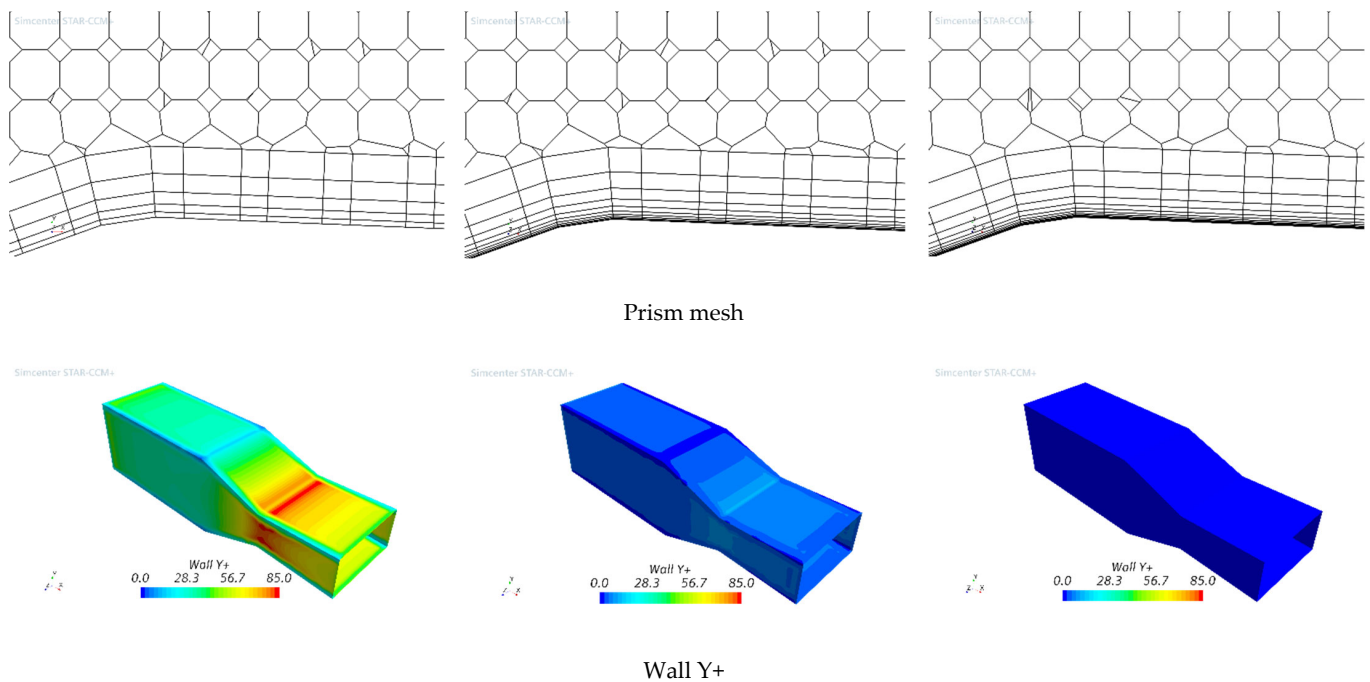 Simcenter STAR-CCM+
Simcenter STAR-CCM+
Simcenter STAR-CCM+
Prism mesh
Simcenter STAR-CCM+
Simcenter STAR-CCM+
Simcenter STAR-CCM+
Wall Y+
0.0 28.3 56.7 85.0
Wall Y+
0.0 28.3 56.7 85.0
Wall Y+
0.0 28.3 56.7 85.0
Wall Y+